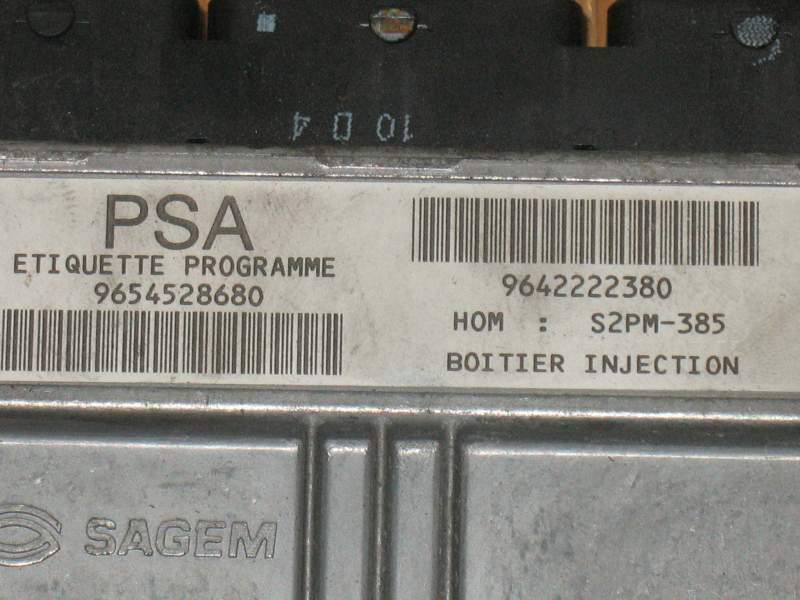 10 D 4
PSA
ETIQUETTE PROGRAMME
9654528680
9642222380
HOM : S2PM-385
BOITIER INJECTION
SAGEM